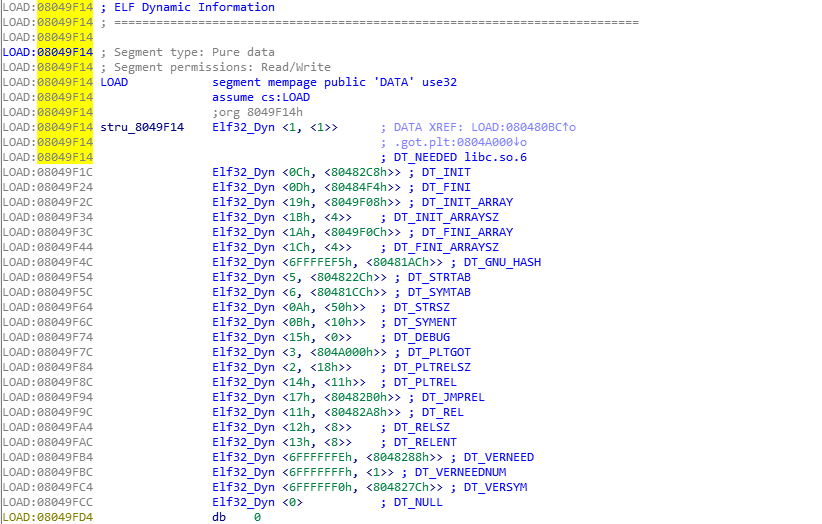 LOAD:08049F14 ; ELF Dynamic Information
LOAD:08049F14 ; ===========================================================================
LOAD:08049F14
LOAD:08049F14 ; Segment type: Pure data
LOAD:08049F14 ; Segment permissions: Read/Write
LOAD:08049F14 LOAD            segment mempage public 'DATA' use32
LOAD:08049F14                 assume cs:LOAD
LOAD:08049F14                 ;org 8049F14h
LOAD:08049F14 stru_8049F14    Elf32_Dyn <1, <1>>      ; DATA XREF: LOAD:080480BC↑o
LOAD:08049F14                                         ; .got.plt:0804A000↓o
LOAD:08049F14                                         ; DT_NEEDED libc.so.6
LOAD:08049F1C                 Elf32_Dyn <0Ch, <80482C8h>> ; DT_INIT
LOAD:08049F24                 Elf32_Dyn <0Dh, <80484F4h>> ; DT_FINI
LOAD:08049F2C                 Elf32_Dyn <19h, <8049F08h>> ; DT_INIT_ARRAY
LOAD:08049F34                 Elf32_Dyn <1Bh, <4>>    ; DT_INIT_ARRAYSZ
LOAD:08049F3C                 Elf32_Dyn <1Ah, <8049F0Ch>> ; DT_FINI_ARRAY
LOAD:08049F44                 Elf32_Dyn <1Ch, <4>>    ; DT_FINI_ARRAYSZ
LOAD:08049F4C                 Elf32_Dyn <6FFFFEF5h, <80481ACh>> ; DT_GNU_HASH
LOAD:08049F54                 Elf32_Dyn <5, <804822Ch>> ; DT_STRTAB
LOAD:08049F5C                 Elf32_Dyn <6, <80481CCh>> ; DT_SYMTAB
LOAD:08049F64                 Elf32_Dyn <0Ah, <50h>>  ; DT_STRSZ
LOAD:08049F6C                 Elf32_Dyn <0Bh, <10h>>  ; DT_SYMENT
LOAD:08049F74                 Elf32_Dyn <15h, <0>>    ; DT_DEBUG
LOAD:08049F7C                 Elf32_Dyn <3, <804A000h>> ; DT_PLTGOT
LOAD:08049F84                 Elf32_Dyn <2, <18h>>    ; DT_PLTRELSZ
LOAD:08049F8C                 Elf32_Dyn <14h, <11h>>  ; DT_PLTREL
LOAD:08049F94                 Elf32_Dyn <17h, <80482B0h>> ; DT_JMPREL
LOAD:08049F9C                 Elf32_Dyn <11h, <80482A8h>> ; DT_REL
LOAD:08049FA4                 Elf32_Dyn <12h, <8>>    ; DT_RELSZ
LOAD:08049FAC                 Elf32_Dyn <13h, <8>>    ; DT_RELENT
LOAD:08049FB4                 Elf32_Dyn <6FFFFFFEh, <8048288h>> ; DT_VERNEED
LOAD:08049FBC                 Elf32_Dyn <6FFFFFFFh, <1>> ; DT_VERNEEDNUM
LOAD:08049FC4                 Elf32_Dyn <6FFFFFF0h, <804827Ch>> ; DT_VERSYM
LOAD:08049FCC                 Elf32_Dyn <0>           ; DT_NULL
LOAD:08049FD4                 db    0